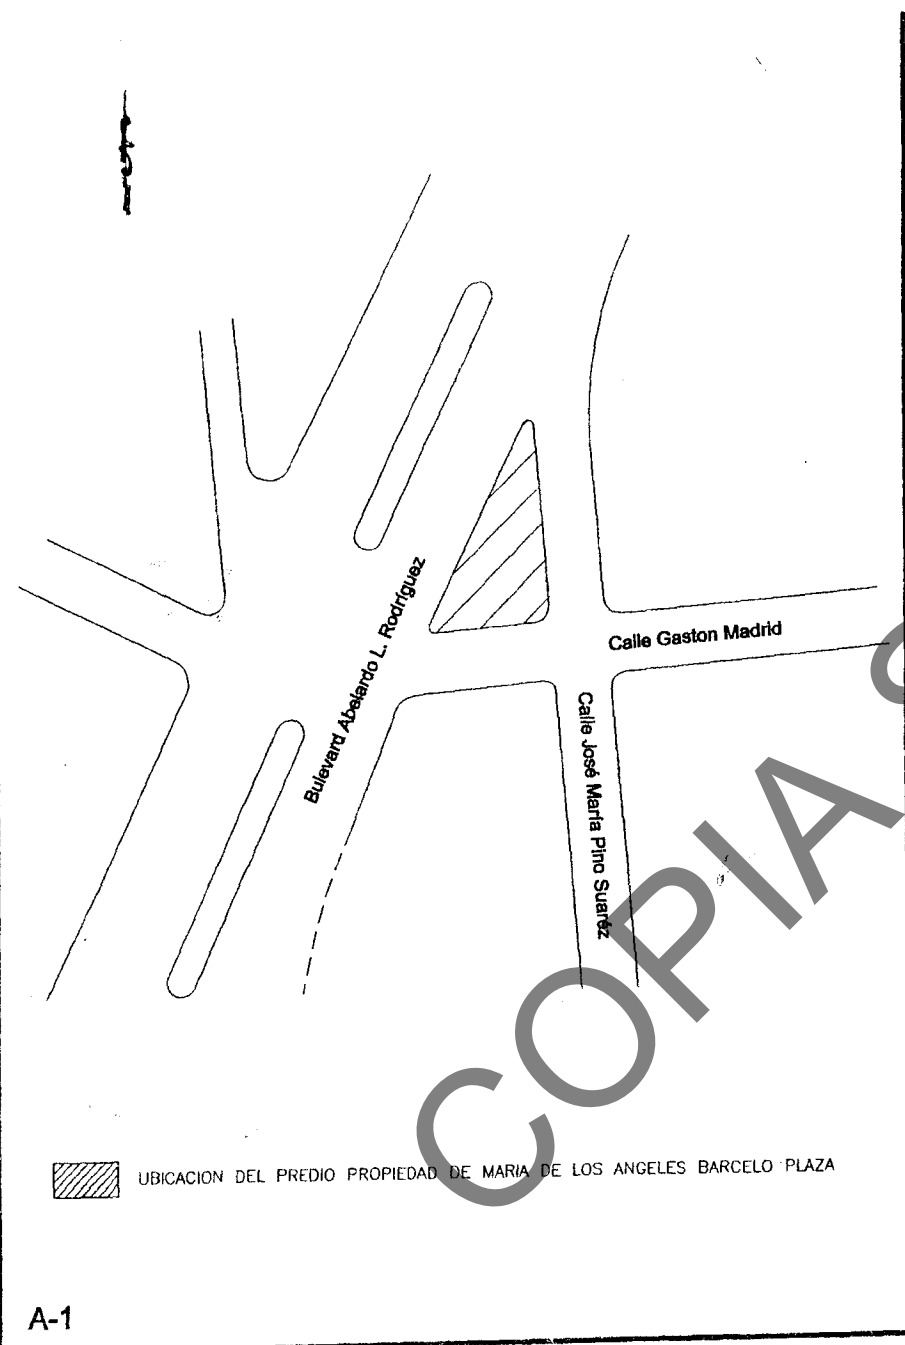 Bulevard Abelardo L. Rodríguez
Calle Gaston Madrid
Calle José María Pino Suaréz
COPIA S
UBICACION DEL PREDIO PROPIEDAD DE MARIA DE LOS ANGELES BARCELO PLAZA
A-1